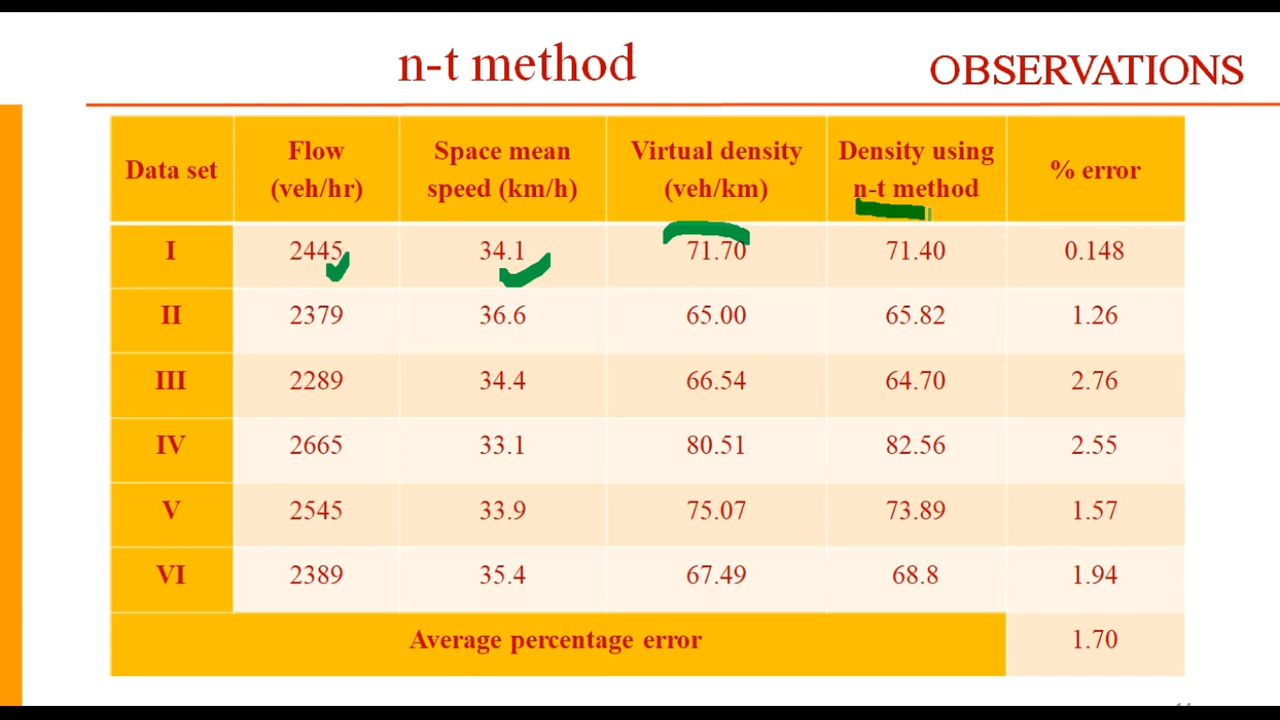 n-t method
OBSERVATIONS
Data set
Flow
(veh/hr)
Space mean
speed (km/h)
Virtual density
(veh/km)
Density using
n-t method
% error
I 2445 34.1 71.70 71.40 0.148
II 2379 36.6 65.00 65.82 1.26
III 2289 34.4 66.54 64.70 2.76
IV 2665 33.1 80.51 82.56 2.55
V 2545 33.9 75.07 73.89 1.57
VI 2389 35.4 67.49 68.8 1.94
Average percentage error 1.70